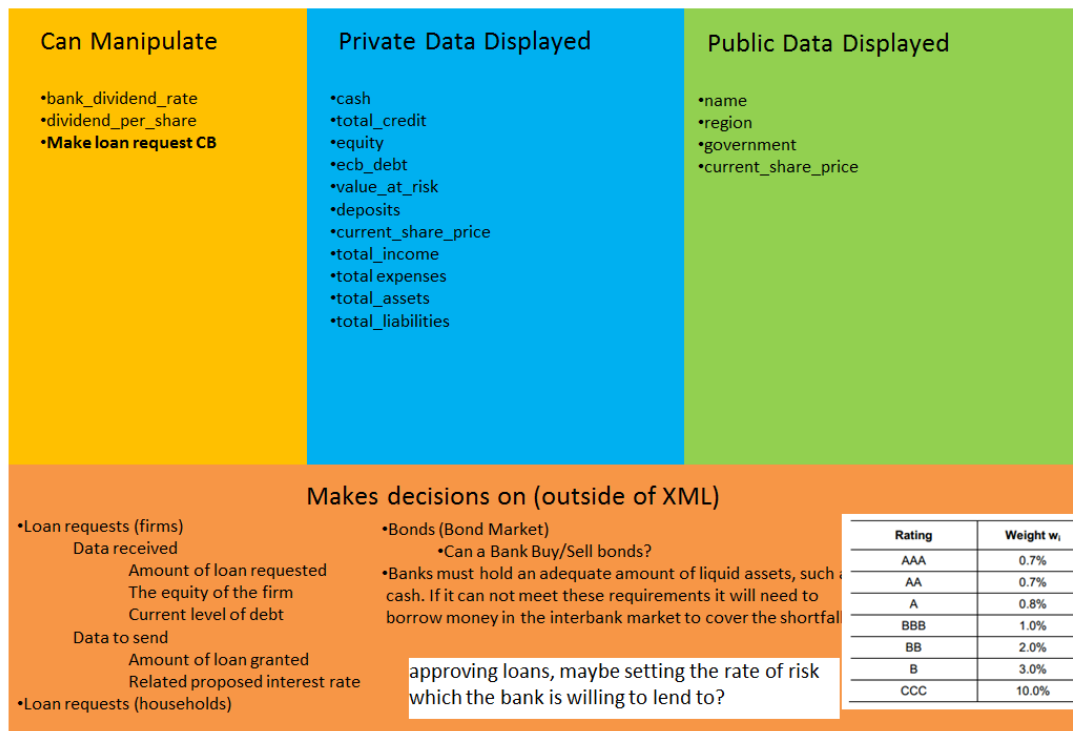 Can Manipulate
•bank_dividend_rate
•dividend_per_share
•Make loan request CB
Private Data Displayed
•cash
•total_credit
•equity
•ecb_debt
•value_at_risk
•deposits
•current_share_price
•total_income
•total expenses
•total_assets
•total_liabilities
Public Data Displayed
•name
•region
•government
•current_share_price
Makes decisions on (outside of XML)
•Loan requests (firms)
Data received
Amount of loan requested
The equity of the firm
Current level of debt
Data to send
Amount of loan granted
Related proposed interest rate
•Loan requests (households)
•Bonds (Bond Market)
•Can a Bank Buy/Sell bonds?
•Banks must hold an adequate amount of liquid assets, such
cash. If it can not meet these requirements it will need to
borrow money in the interbank market to cover the shortfall
approving loans, maybe setting the rate of risk
which the bank is willing to lend to?
Rating Weight wᵢ
AAA 0.7%
AA 0.7%
A 0.8%
BBB 1.0%
BB 2.0%
B 3.0%
CCC 10.0%